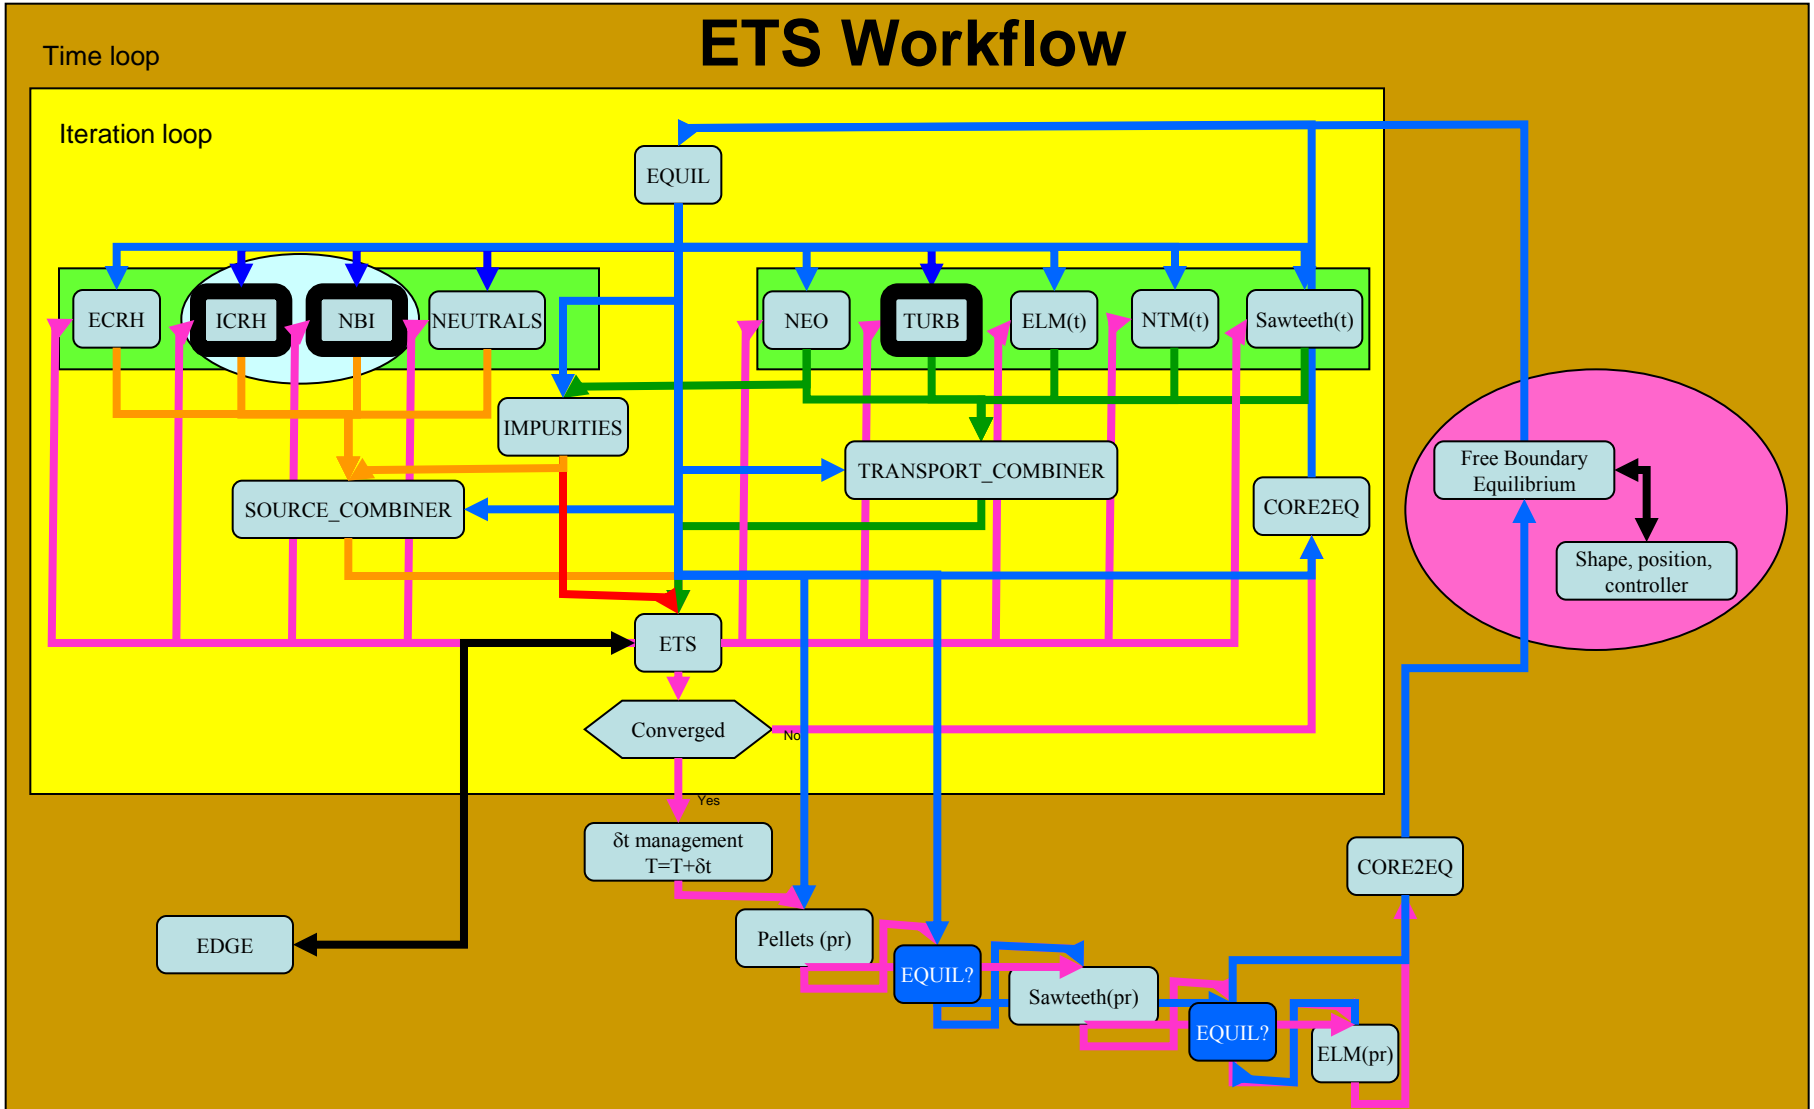 ETS Workflow
Time loop
Iteration loop
EQUIL
ECRH
ICRH
NBI
NEUTRALS
NEO
TURB
ELM(t)
NTM(t)
Sawteeth(t)
IMPURITIES
TRANSPORT_COMBINER
SOURCE_COMBINER
CORE2EQ
Free Boundary
Equilibrium
Shape, position,
controller
ETS
Converged
No
Yes
δt management
T=T+δt
CORE2EQ
EDGE
Pellets (pr)
EQUIL?
Sawteeth(pr)
EQUIL?
ELM(pr)